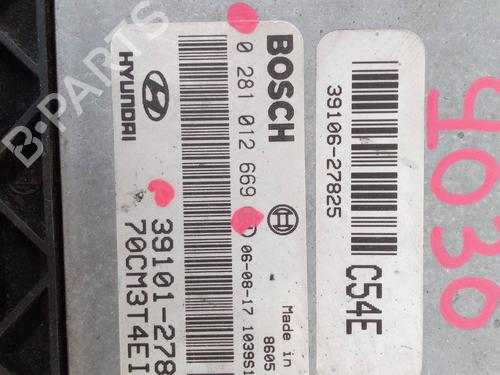 BOSCH
0 281 012 669
HYUNDAI
06-08-17 1039S1
Made in
8605
39101-278
70CM3T4EI
39106-27825
C54E
9030
B-PARTS